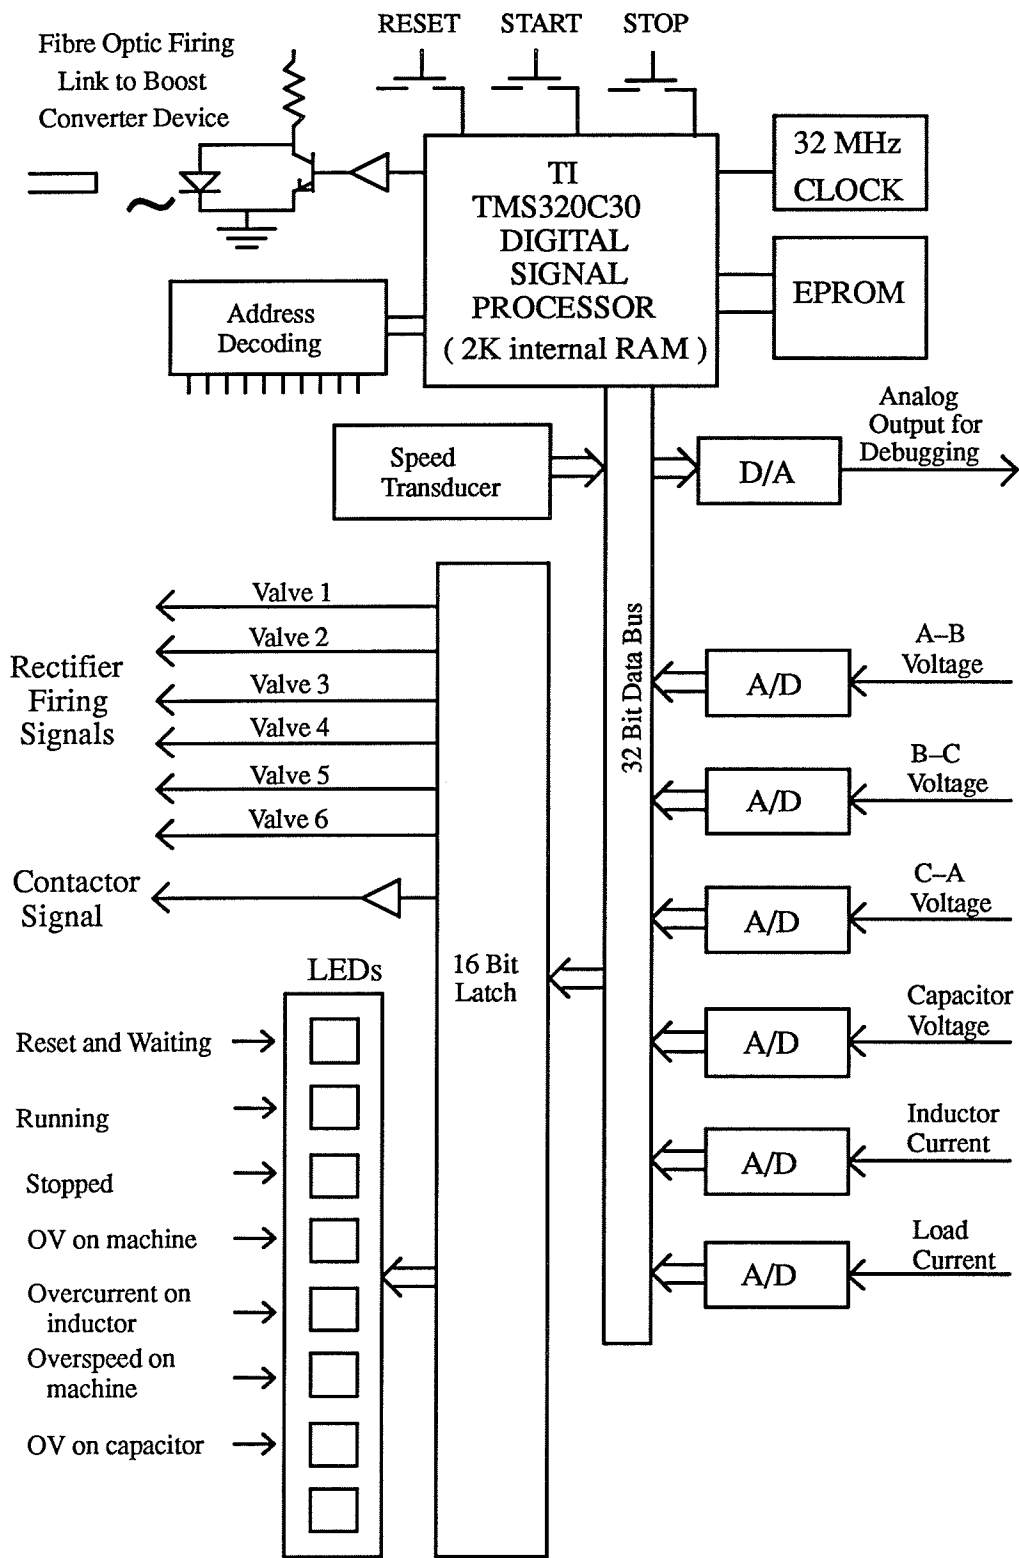 RESET
START
STOP
Fibre Optic Firing
Link to Boost
Converter Device
TI
TMS320C30
DIGITAL
SIGNAL
PROCESSOR
( 2K internal RAM )
32 MHz
CLOCK
EPROM
Address
Decoding
Speed
Transducer
D/A
Analog
Output for
Debugging
32 Bit Data Bus
Valve 1
Valve 2
Valve 3
Valve 4
Valve 5
Valve 6
Rectifier
Firing
Signals
Contactor
Signal
16 Bit
Latch
A/D
A–B
Voltage
A/D
B–C
Voltage
A/D
C–A
Voltage
A/D
Capacitor
Voltage
A/D
Inductor
Current
A/D
Load
Current
LEDs
Reset and Waiting
Running
Stopped
OV on machine
Overcurrent on
inductor
Overspeed on
machine
OV on capacitor